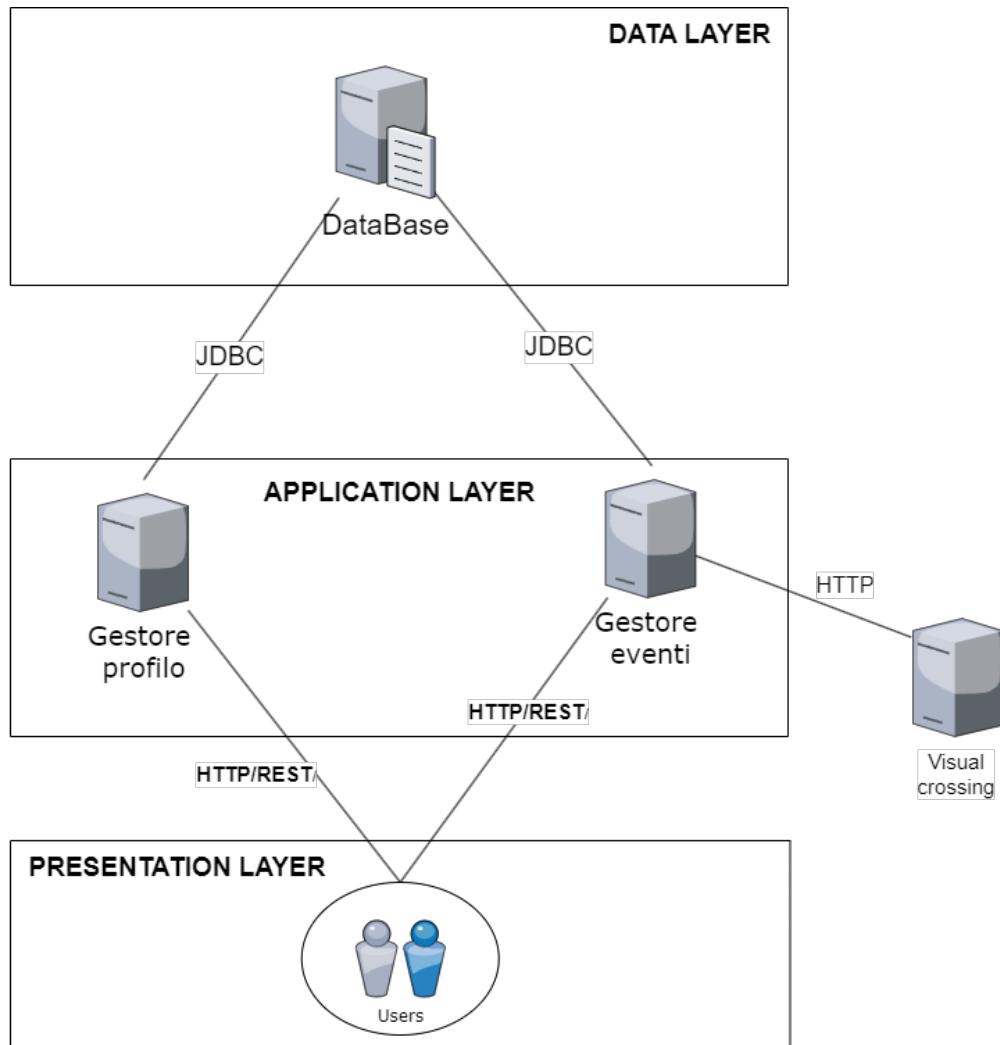 DATA LAYER
DataBase
JDBC
JDBC
APPLICATION LAYER
Gestore
profilo
Gestore
eventi
HTTP
HTTP/REST/
HTTP/REST/
Visual
crossing
PRESENTATION LAYER
Users